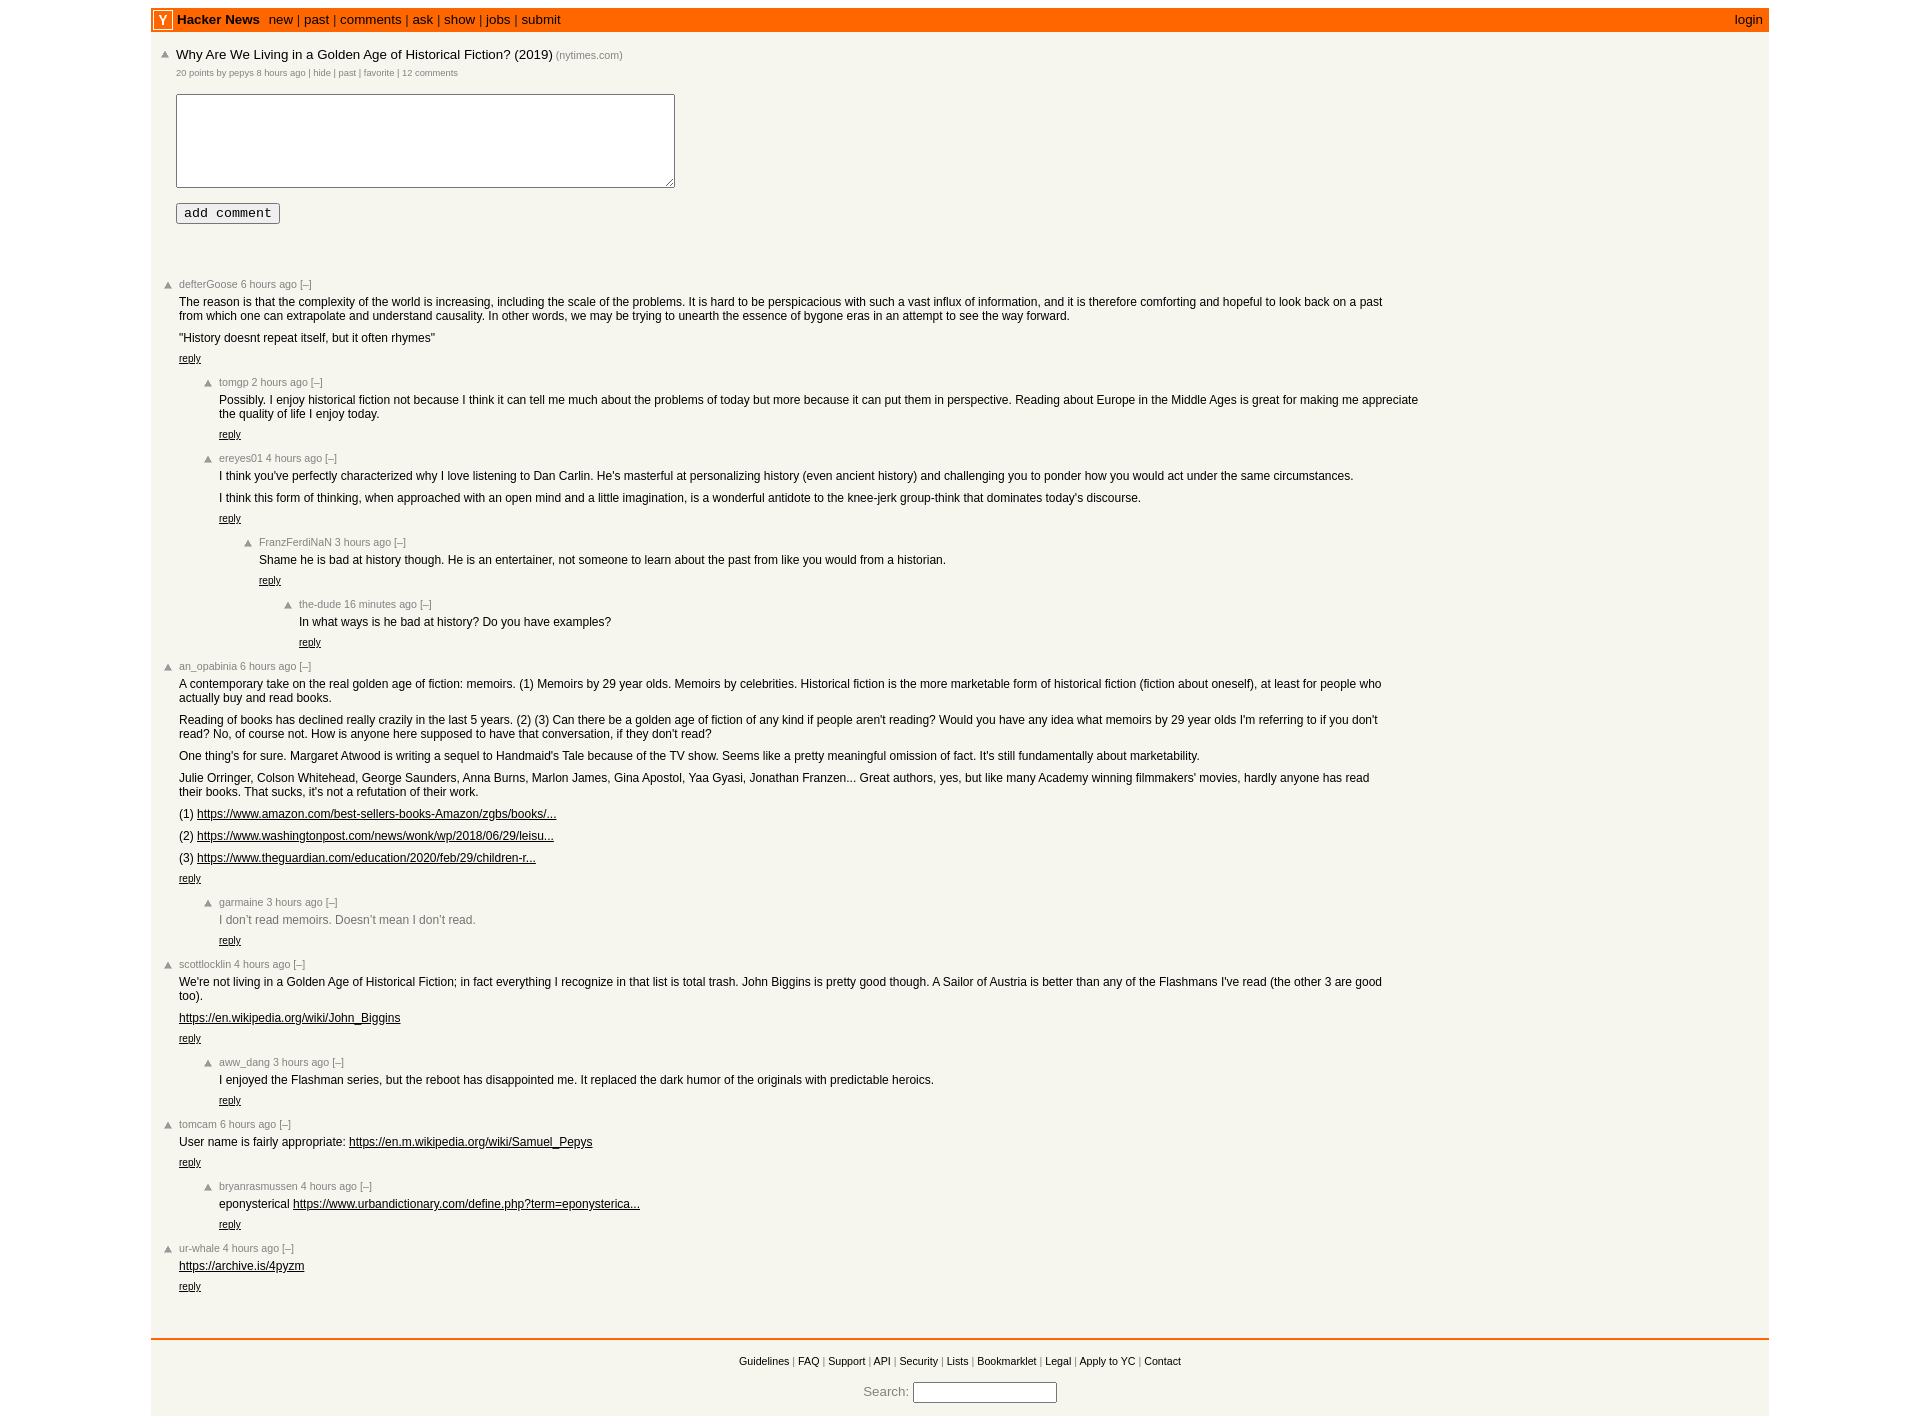 Y Hacker News new | past | comments | ask | show | jobs | submit login
Why Are We Living in a Golden Age of Historical Fiction? (2019) (nytimes.com)
20 points by pepys 8 hours ago | hide | past | favorite | 12 comments
add comment
defterGoose 6 hours ago [–]
The reason is that the complexity of the world is increasing, including the scale of the problems. It is hard to be perspicacious with such a vast influx of information, and it is therefore comforting and hopeful to look back on a past
from which one can extrapolate and understand causality. In other words, we may be trying to unearth the essence of bygone eras in an attempt to see the way forward.
"History doesnt repeat itself, but it often rhymes"
reply
tomgp 2 hours ago [–]
Possibly. I enjoy historical fiction not because I think it can tell me much about the problems of today but more because it can put them in perspective. Reading about Europe in the Middle Ages is great for making me appreciate
the quality of life I enjoy today.
reply
ereyes01 4 hours ago [–]
I think you've perfectly characterized why I love listening to Dan Carlin. He's masterful at personalizing history (even ancient history) and challenging you to ponder how you would act under the same circumstances.
I think this form of thinking, when approached with an open mind and a little imagination, is a wonderful antidote to the knee-jerk group-think that dominates today's discourse.
reply
FranzFerdiNaN 3 hours ago [–]
Shame he is bad at history though. He is an entertainer, not someone to learn about the past from like you would from a historian.
reply
the-dude 16 minutes ago [–]
In what ways is he bad at history? Do you have examples?
reply
an_opabinia 6 hours ago [–]
A contemporary take on the real golden age of fiction: memoirs. (1) Memoirs by 29 year olds. Memoirs by celebrities. Historical fiction is the more marketable form of historical fiction (fiction about oneself), at least for people who
actually buy and read books.
Reading of books has declined really crazily in the last 5 years. (2) (3) Can there be a golden age of fiction of any kind if people aren't reading? Would you have any idea what memoirs by 29 year olds I'm referring to if you don't
read? No, of course not. How is anyone here supposed to have that conversation, if they don't read?
One thing's for sure. Margaret Atwood is writing a sequel to Handmaid's Tale because of the TV show. Seems like a pretty meaningful omission of fact. It's still fundamentally about marketability.
Julie Orringer, Colson Whitehead, George Saunders, Anna Burns, Marlon James, Gina Apostol, Yaa Gyasi, Jonathan Franzen... Great authors, yes, but like many Academy winning filmmakers' movies, hardly anyone has read
their books. That sucks, it's not a refutation of their work.
(1) https://www.amazon.com/best-sellers-books-Amazon/zgbs/books/...
(2) https://www.washingtonpost.com/news/wonk/wp/2018/06/29/leisu...
(3) https://www.theguardian.com/education/2020/feb/29/children-r...
reply
garmaine 3 hours ago [–]
I don’t read memoirs. Doesn’t mean I don’t read.
reply
scottlocklin 4 hours ago [–]
We're not living in a Golden Age of Historical Fiction; in fact everything I recognize in that list is total trash. John Biggins is pretty good though. A Sailor of Austria is better than any of the Flashmans I've read (the other 3 are good
too).
https://en.wikipedia.org/wiki/John_Biggins
reply
aww_dang 3 hours ago [–]
I enjoyed the Flashman series, but the reboot has disappointed me. It replaced the dark humor of the originals with predictable heroics.
reply
tomcam 6 hours ago [–]
User name is fairly appropriate: https://en.m.wikipedia.org/wiki/Samuel_Pepys
reply
bryanrasmussen 4 hours ago [–]
eponysterical https://www.urbandictionary.com/define.php?term=eponysterica...
reply
ur-whale 4 hours ago [–]
https://archive.is/4pyzm
reply
Guidelines | FAQ | Support | API | Security | Lists | Bookmarklet | Legal | Apply to YC | Contact
Search: